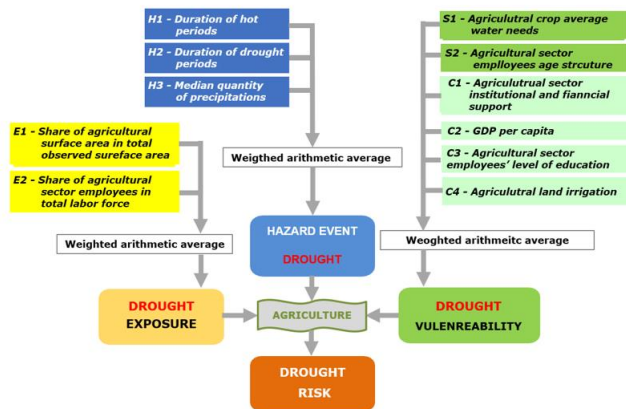 H1 - Duration of hot
periods
H2 - Duration of drought
periods
H3 - Median quantity
of precipitations
S1 - Agriculutral crop average
water needs
S2 - Agricultural sector
emplloyees age strcuture
C1 - Agriculutrual sector
institutional and fianncial
support
C2 - GDP per capita
C3 - Agricultural sector
employees' level of education
C4 - Agriculutral land irrigation
E1 - Share of agricultural
surface area in total
observed sureface area
E2 - Share of agricultural
sector employees in
total labor force
Weigthed arithmetic average
Weighted arithmetic average
Weoghted arithmeitc average
HAZARD EVENT
DROUGHT
DROUGHT
EXPOSURE
AGRICULTURE
DROUGHT
VULENREABILITY
DROUGHT
RISK